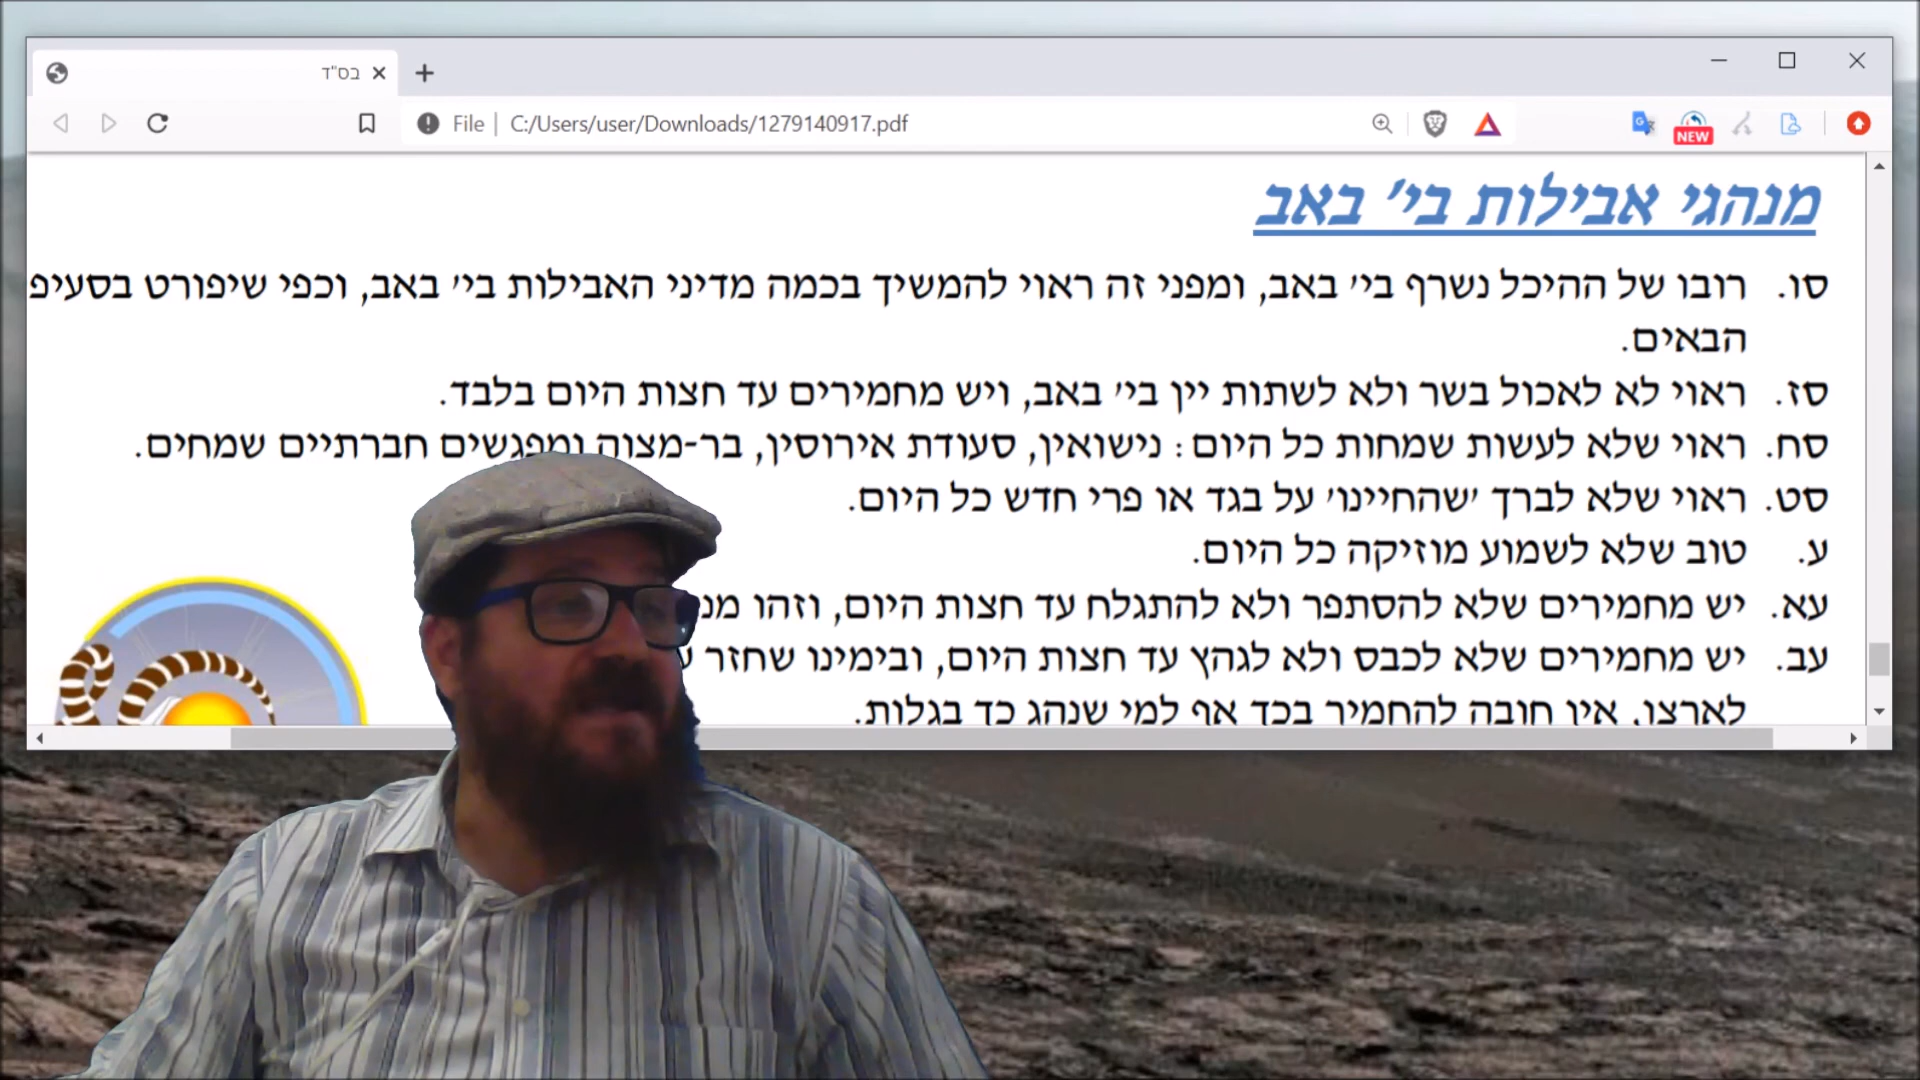 בס"ד
File
C:/Users/user/Downloads/1279140917.pdf
NEW
מנהגי אבילות בי' באב
סו. רובו של ההיכל נשרף בי' באב, ומפני זה ראוי להמשיך בכמה מדיני האבילות בי' באב, וכפי שיפורט בסעיפ
הבאים.
סז. ראוי לא לאכול בשר ולא לשתות יין בי' באב, ויש מחמירים עד חצות היום בלבד.
סח. ראוי שלא לעשות שמחות כל היום: נישואין, סעודת אירוסין, בר-מצוה ומפגשים חברתיים שמחים.
סט. ראוי שלא לברך 'שהחיינו' על בגד או פרי חדש כל היום.
ע. טוב שלא לשמוע מוזיקה כל היום.
עא. יש מחמירים שלא להסתפר ולא להתגלח עד חצות היום, וזהו
עב. יש מחמירים שלא לכבס ולא לגהץ עד חצות היום, ובימינו שחזר
לארצו, אין חובה להחמיר בכך אף למי שנהג כך בגלות.